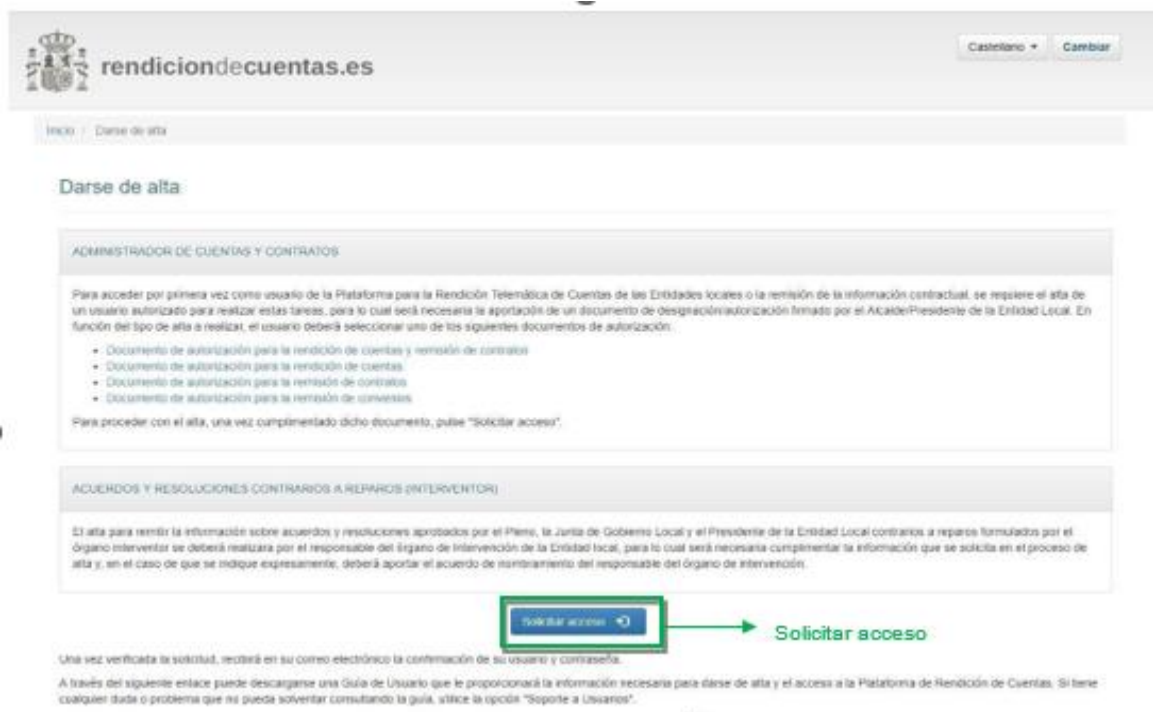 rendiciondecuentas.es
Castellano Cambiar
Inicio / Darse de alta
Darse de alta
ADMINISTRADOR DE CUENTAS Y CONTRATOS
Para acceder por primera vez como usuario de la Plataforma para la Rendición Telemática de Cuentas de las Entidades locales o la remisión de la información contractual, se requiere el alta de
un usuario autorizado para realizar estas tareas, para lo cual será necesaria la aportación de un documento de designación/autorización firmado por el Alcalde/Presidente de la Entidad Local. En
función del tipo de alta a realizar, el usuario deberá seleccionar uno de los siguientes documentos de autorización:
• Documento de autorización para la rendición de cuentas y remisión de contratos
• Documento de autorización para la rendición de cuentas
• Documento de autorización para la remisión de contratos
• Documento de autorización para la remisión de convenios
Para proceder con el alta, una vez cumplimentado dicho documento, pulse "Solicitar acceso".
ACUERDOS Y RESOLUCIONES CONTRARIOS A REPAROS (INTERVENTOR)
El alta para remitir la información sobre acuerdos y resoluciones aprobados por el Pleno, la Junta de Gobierno Local y el Presidente de la Entidad Local contrarios a reparos formulados por el
órgano interventor se deberá realizara por el responsable del órgano de Intervención de la Entidad local, para lo cual será necesaria cumplimentar la información que se solicita en el proceso de
alta y, en el caso de que se indique expresamente, deberá aportar el acuerdo de nombramiento del responsable del órgano de intervención.
Solicitar acceso
Solicitar acceso
Una vez verificada la solicitud, recibirá en su correo electrónico la confirmación de su usuario y contraseña.
A través del siguiente enlace puede descargarse una Guía de Usuario que le proporcionará la información necesaria para darse de alta y el acceso a la Plataforma de Rendición de Cuentas. Si tiene
cualquier duda o problema que no pueda solventar consultando la guía, utilice la opción "Soporte a Usuarios".